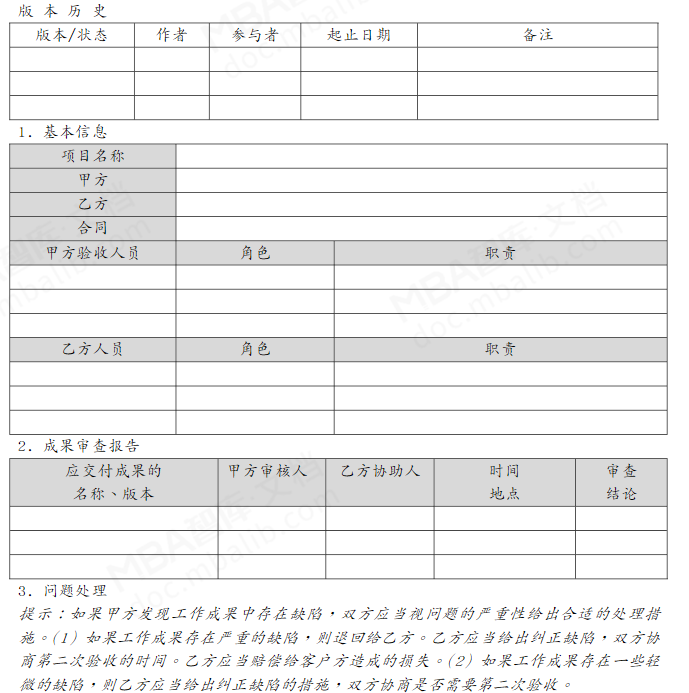 版 本 历 史
版本/状态 作者 参与者 起止日期 备注
1. 基本信息
项目名称
甲方
乙方
合同
甲方验收人员 角色 职责
乙方人员 角色 职责
2. 成果审查报告
应交付成果的 甲方审核人 乙方协助人 时间 审查
名称、版本 地点 结论
3. 问题处理
提示：如果甲方发现工作成果中存在缺陷，双方应当视问题的严重性给出合适的处理措
施。(1) 如果工作成果存在严重的缺陷，则退回给乙方。乙方应当给出纠正缺陷，双方协
商第二次验收的时间。乙方应当赔偿给客户方造成的损失。(2) 如果工作成果存在一些轻
微的缺陷，则乙方应当给出纠正缺陷的措施，双方协商是否需要第二次验收。
MBA智库·文档
doc.mbalib.com